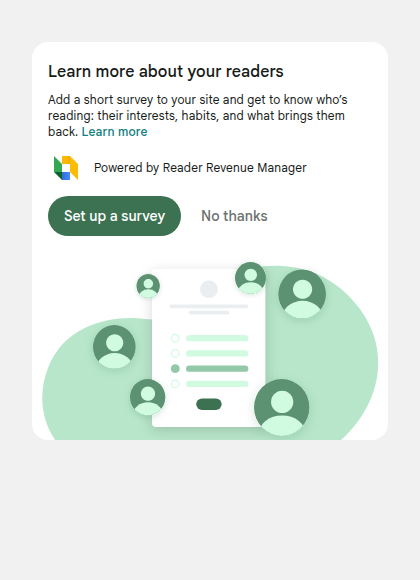 Learn more about your readers
Add a short survey to your site and get to know who’s
reading: their interests, habits, and what brings them
back. Learn more
Powered by Reader Revenue Manager
Set up a survey
No thanks